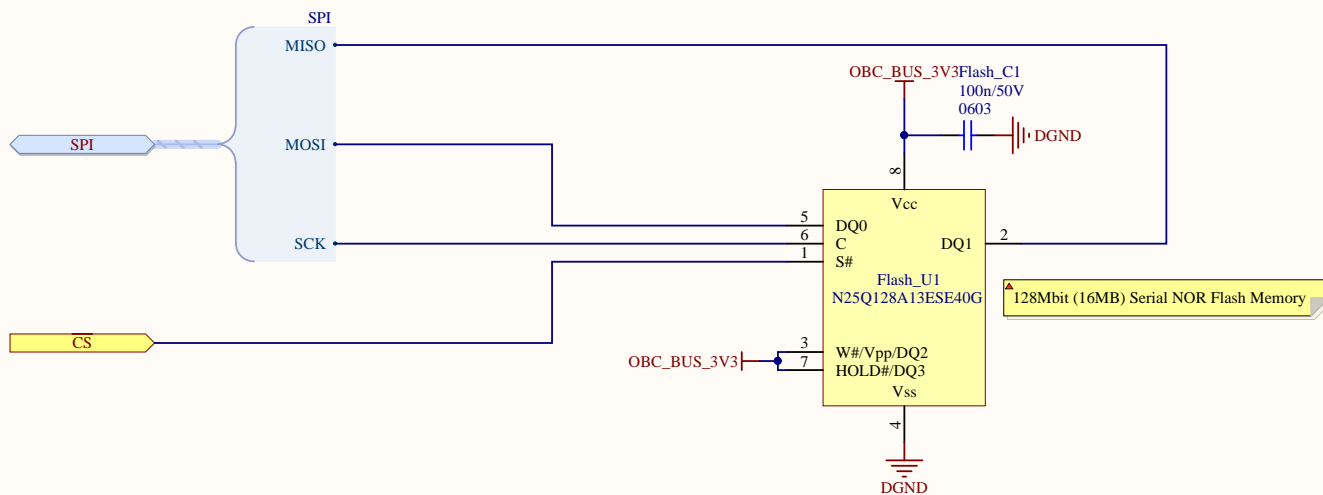 SPI
MISO
OBC_BUS_3V3
Flash_C1
100n/50V
0603
SPI
MOSI
DGND
8
Vcc
5
DQ0
SCK
6
C
DQ1
2
1
S#
Flash_U1
N25Q128A13ESE40G
128Mbit (16MB) Serial NOR Flash Memory
CS
OBC_BUS_3V3
3
W#/Vpp/DQ2
7
HOLD#/DQ3
Vss
4
DGND